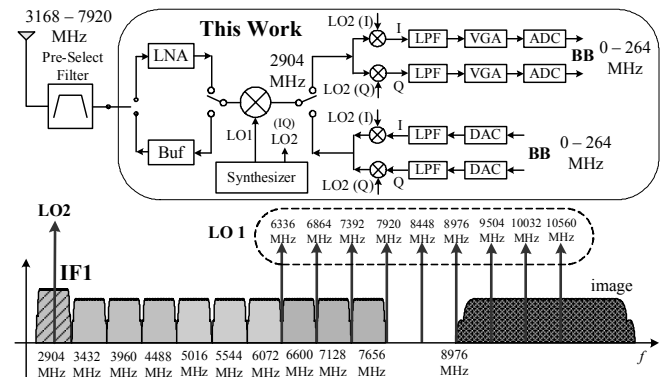 3168 – 7920
MHz
Pre-Select
Filter
This Work
LNA
Buf
LO1
(IQ)
LO2
Synthesizer
2904
MHz
LO2 (I)
I
LPF
VGA
ADC
LO2 (Q)
Q
LPF
VGA
ADC
BB
0 – 264
MHz
LO2 (I)
I
LPF
DAC
LO2 (Q)
Q
LPF
DAC
BB
0 – 264
MHz
LO2
IF1
LO 1
6336 6864 7392 7920 8448 8976 9504 10032 10560
MHz MHz MHz MHz MHz MHz MHz MHz MHz
image
2904 3432 3960 4488 5016 5544 6072 6600 7128 7656 8976
MHz MHz MHz MHz MHz MHz MHz MHz MHz MHz MHz
f